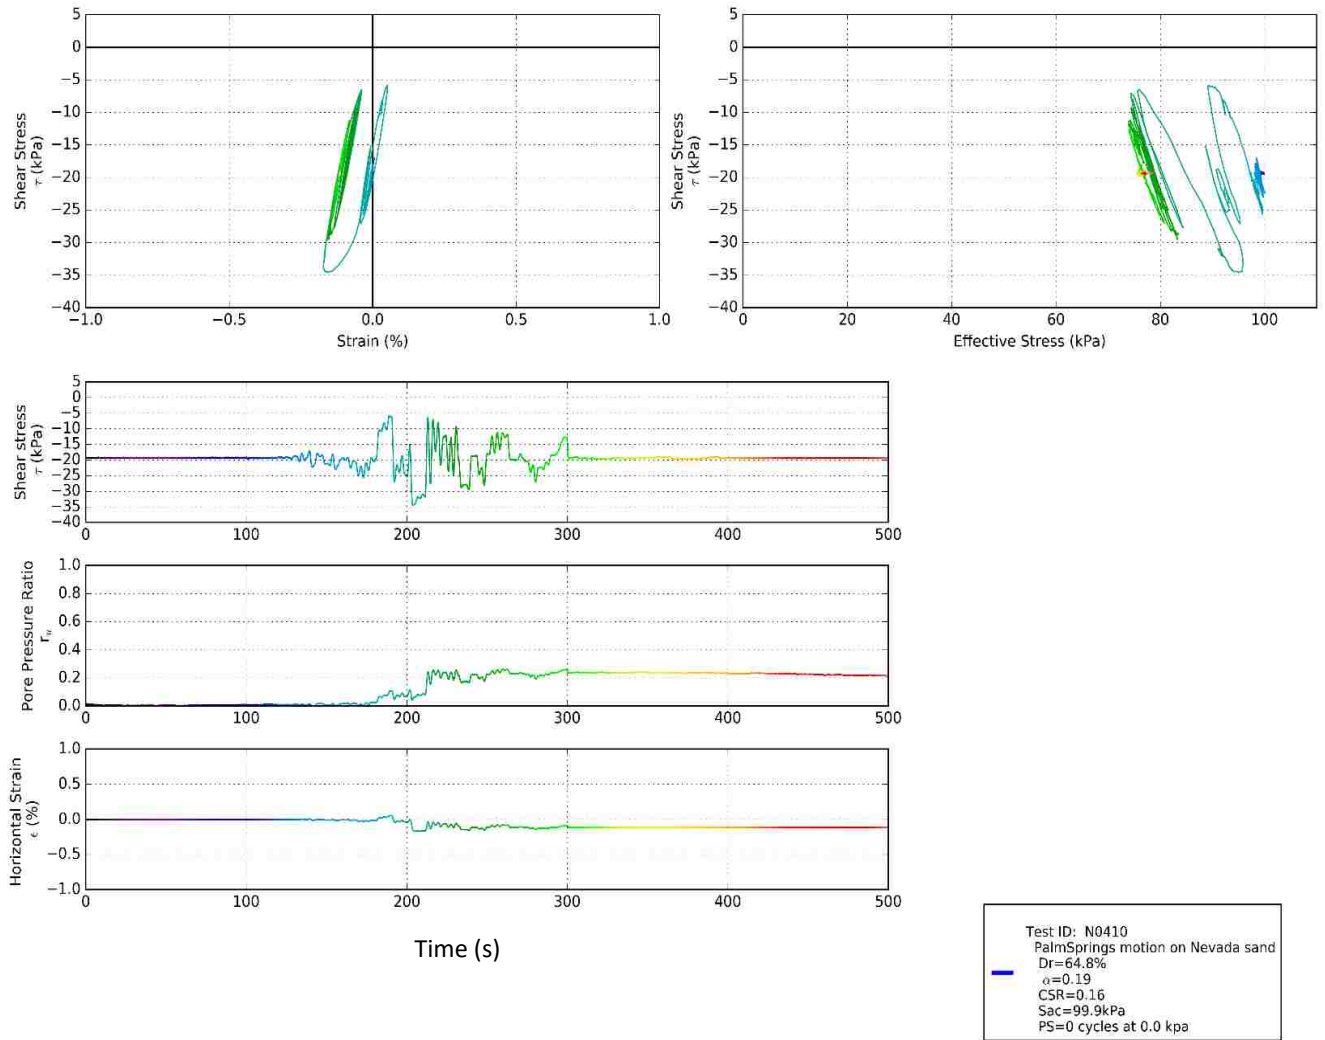 5
0
−5
−10
−15
−20
−25
−30
−35
−40
Shear Stress
τ (kPa)
−1.0 −0.5 0.0 0.5 1.0
Strain (%)
5
0
−5
−10
−15
−20
−25
−30
−35
−40
Shear Stress
τ (kPa)
0 20 40 60 80 100
Effective Stress (kPa)
5
0
−5
−10
−15
−20
−25
−30
−35
−40
Shear stress
τ (kPa)
0 100 200 300 400 500
1.0
0.8
0.6
0.4
0.2
0.0
Pore Pressure Ratio
r_u
0 100 200 300 400 500
1.0
0.5
0.0
−0.5
−1.0
Horizontal Strain
ϵ (%)
0 100 200 300 400 500
Time (s)
Test ID: N0410
PalmSprings motion on Nevada sand
Dr=64.8%
α=0.19
CSR=0.16
Sac=99.9kPa
PS=0 cycles at 0.0 kpa